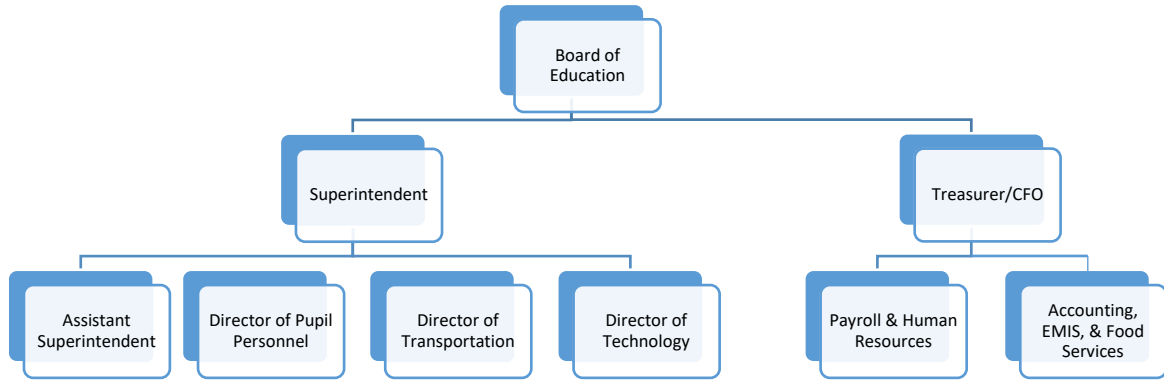 Board of
Education
Superintendent
Treasurer/CFO
Assistant
Superintendent
Director of Pupil
Personnel
Director of
Transportation
Director of
Technology
Payroll & Human
Resources
Accounting,
EMIS, & Food
Services